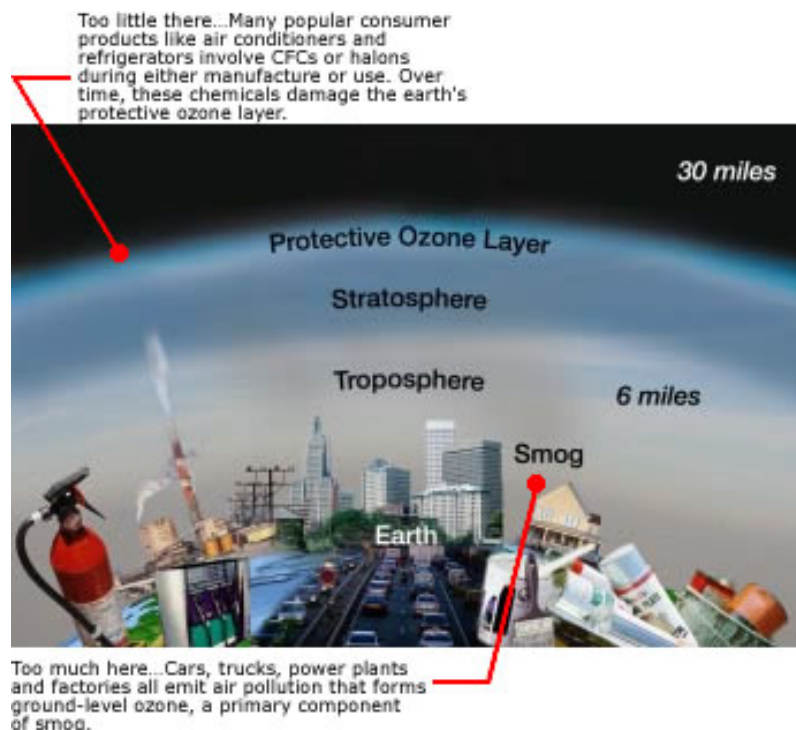 Too little there...Many popular consumer
products like air conditioners and
refrigerators involve CFCs or halons
during either manufacture or use. Over
time, these chemicals damage the earth's
protective ozone layer.
30 miles
Protective Ozone Layer
Stratosphere
Troposphere
6 miles
Smog
Earth
Too much here...Cars, trucks, power plants
and factories all emit air pollution that forms
ground-level ozone, a primary component
of smog.